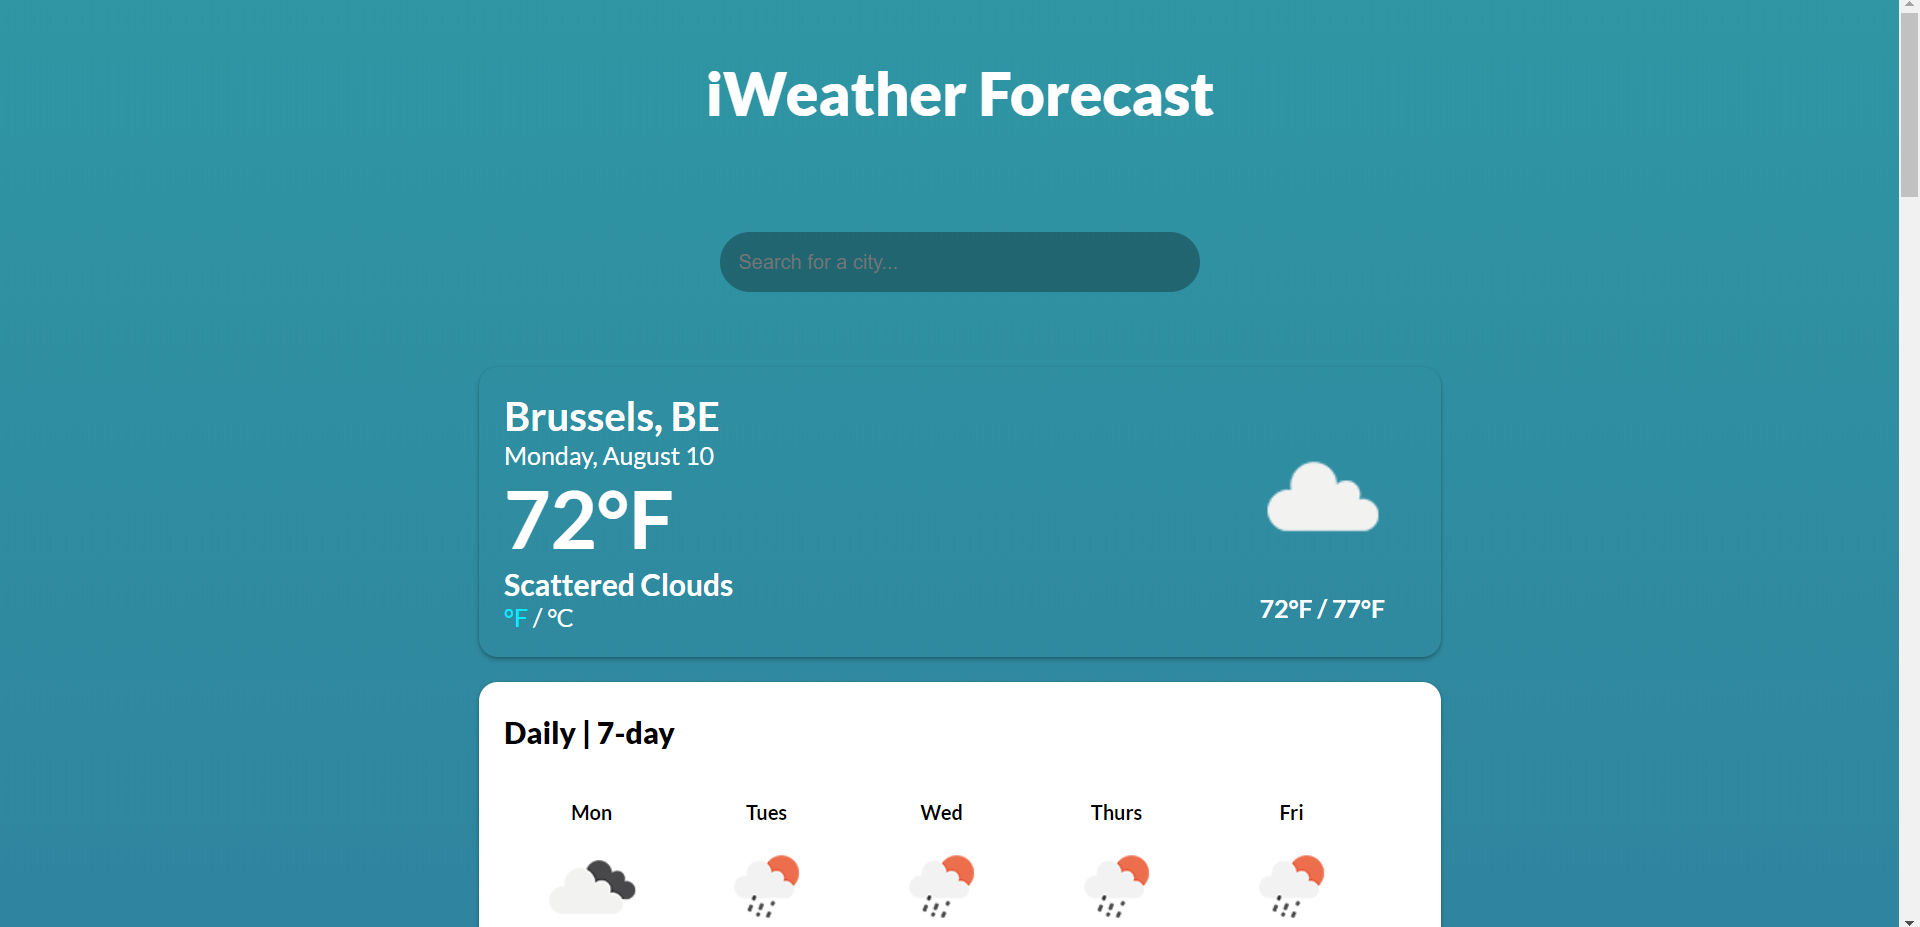 iWeather Forecast
Search for a city...
Brussels, BE
Monday, August 10
72°F
Scattered Clouds
°F / °C
72°F / 77°F
Daily | 7-day
Mon Tues Wed Thurs Fri